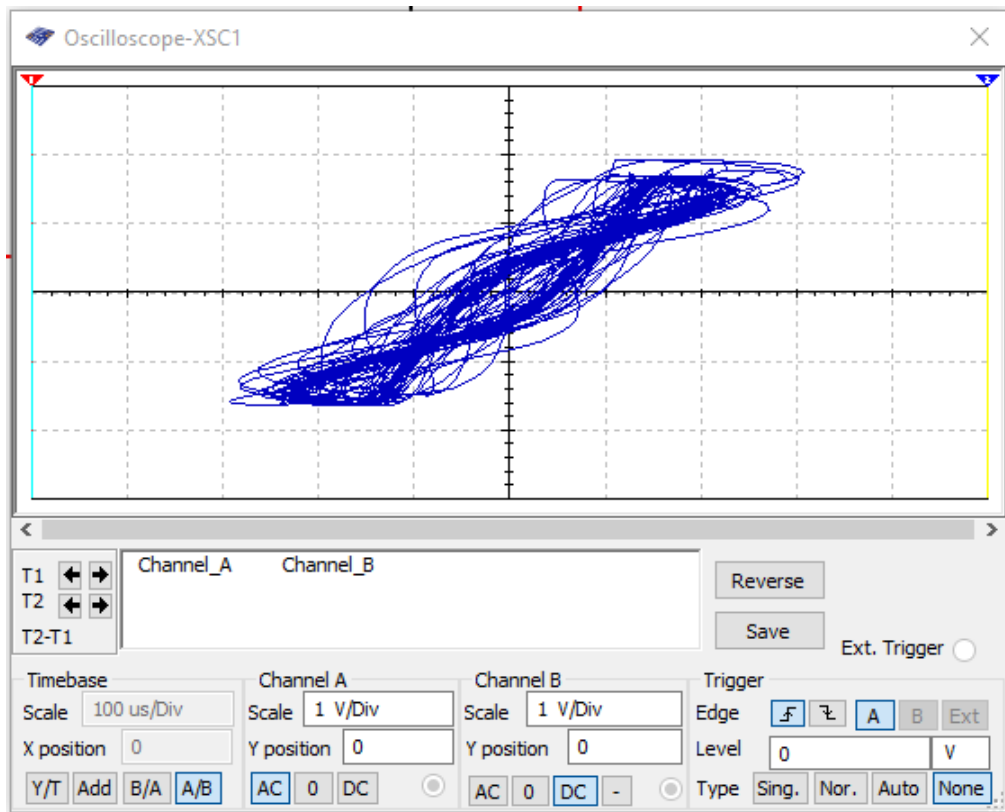 Oscilloscope-XSC1
1 2
Channel_A Channel_B
T1
T2
T2-T1
Reverse
Save
Ext. Trigger
Timebase
Scale 100 us/Div
X position 0
Y/T Add B/A A/B
Channel A
Scale 1 V/Div
Y position 0
AC 0 DC
Channel B
Scale 1 V/Div
Y position 0
AC 0 DC -
Trigger
Edge A B Ext
Level 0 V
Type Sing. Nor. Auto None